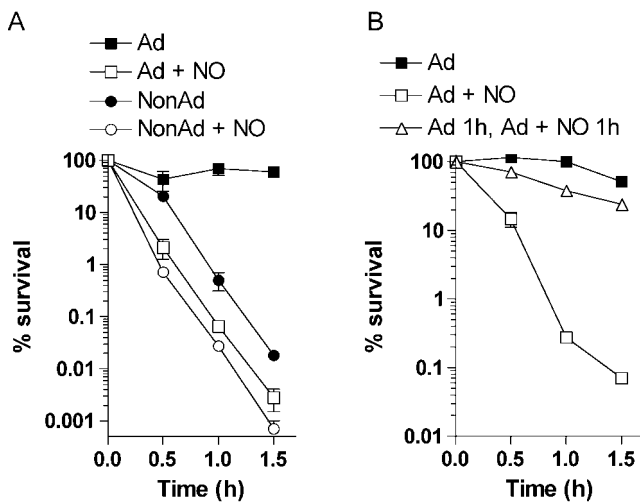 A
Ad
Ad + NO
NonAd
NonAd + NO
% survival
100
10
1
0.1
0.01
0.001
0.0 0.5 1.0 1.5
Time (h)
B
Ad
Ad + NO
Ad 1h, Ad + NO 1h
% survival
100
10
1
0.1
0.01
0.0 0.5 1.0 1.5
Time (h)